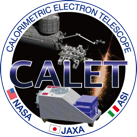 CALORIMETRIC ELECTRON TELESCOPE
CALET
NASA
JAXA
ASI